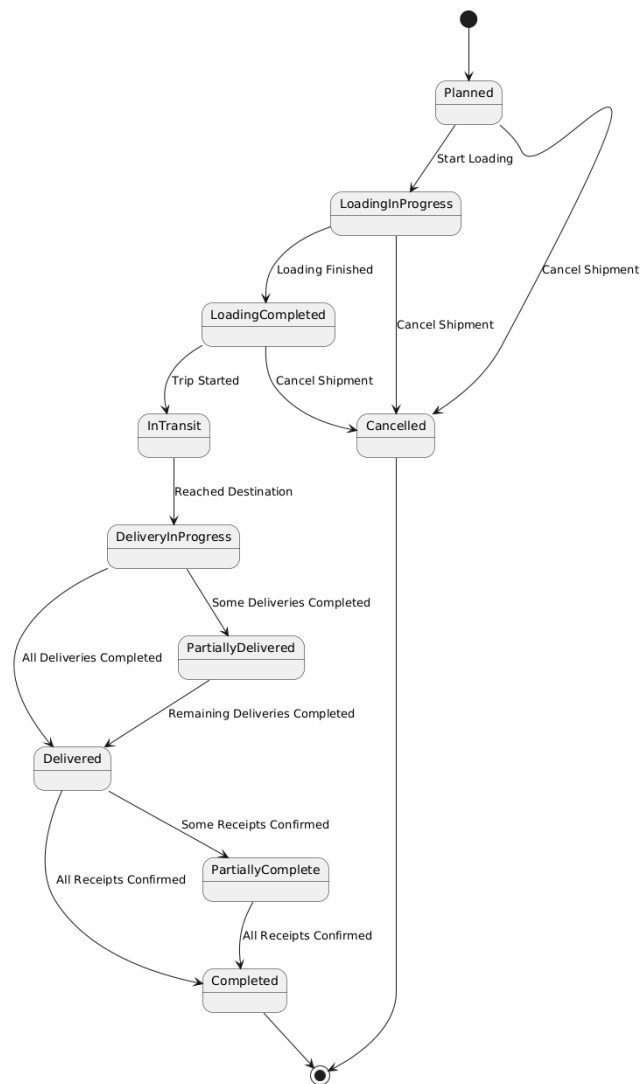 Planned
Start Loading
LoadingInProgress
Loading Finished
Cancel Shipment
LoadingCompleted
Cancel Shipment
Trip Started
Cancel Shipment
InTransit
Cancelled
Reached Destination
DeliveryInProgress
Some Deliveries Completed
PartiallyDelivered
All Deliveries Completed
Remaining Deliveries Completed
Delivered
Some Receipts Confirmed
PartiallyComplete
All Receipts Confirmed
All Receipts Confirmed
Completed